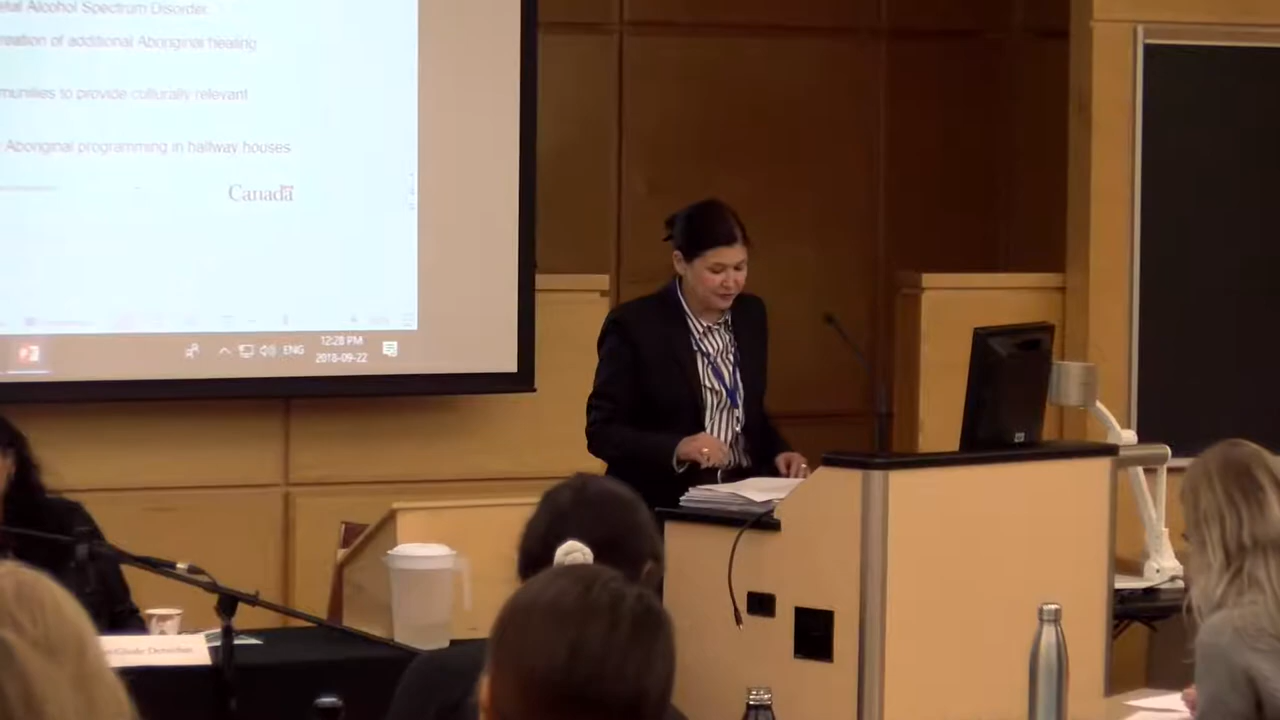 etal Alcohol Spectrum Disorder.
reation of additional Aboriginal healing
munities to provide culturally relevant
Aboriginal programming in halfway houses
Canada
ENG
12:28 PM
2018-09-22